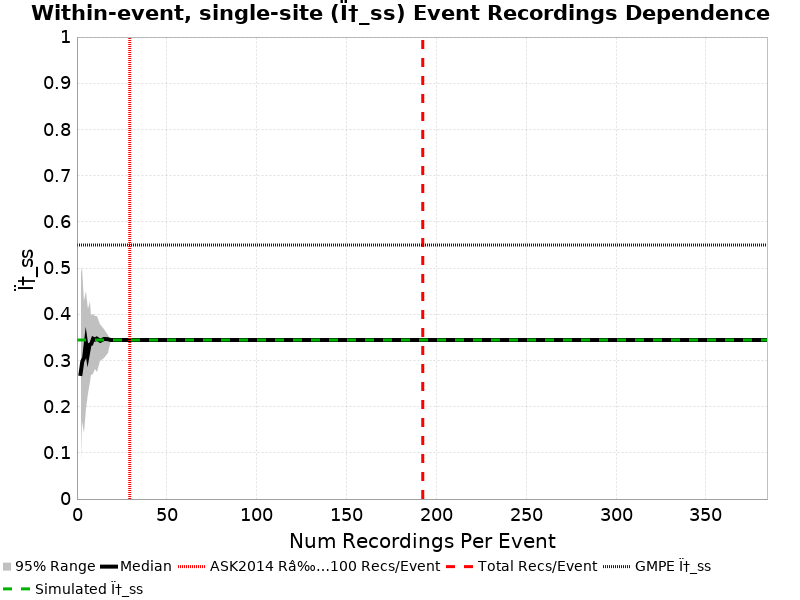 Within-event, single-site (Ï†_ss) Event Recordings Dependence
1
0.9
0.8
0.7
0.6
0.5
0.4
0.3
0.2
0.1
0
Ï†_ss
0 50 100 150 200 250 300 350
Num Recordings Per Event
95% Range Median ASK2014 Râ‰…100 Recs/Event Total Recs/Event GMPE Ï†_ss
Simulated Ï†_ss